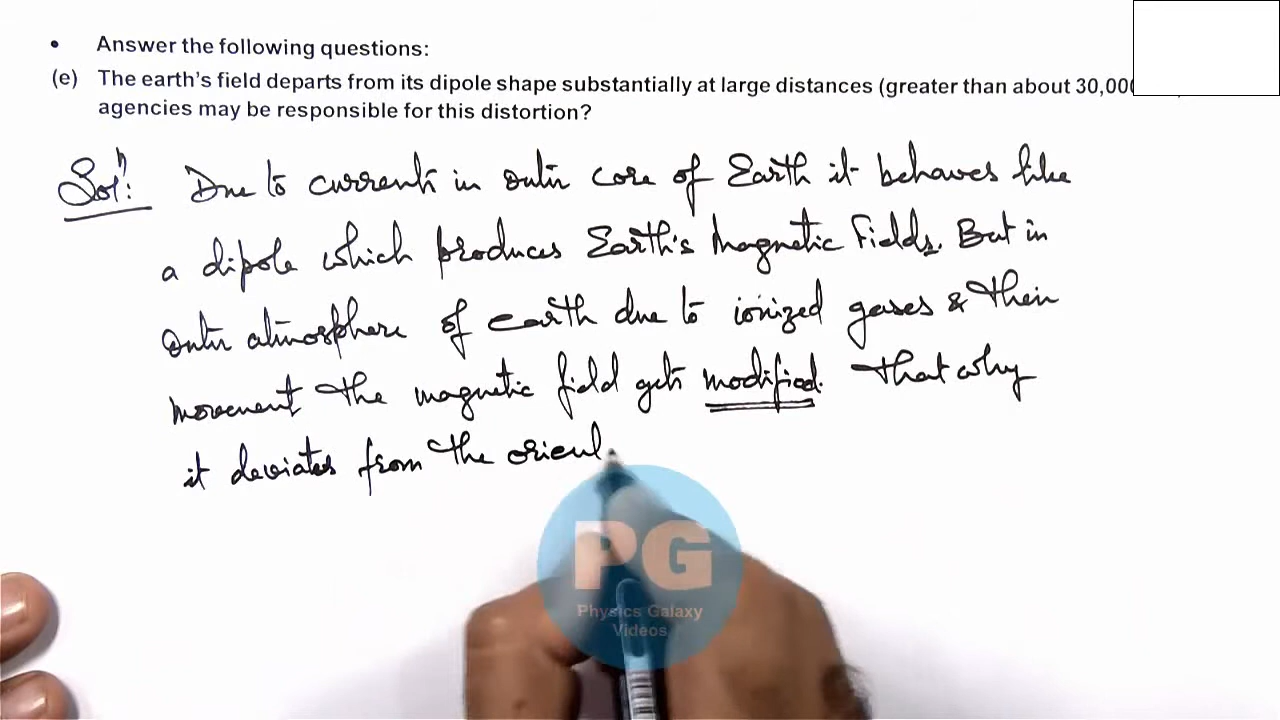 • Answer the following questions:
(e) The earth's field departs from its dipole shape substantially at large distances (greater than about 30,000
agencies may be responsible for this distortion?
Solⁿ: Due to currents in outer core of Earth it behaves like
a dipole which produces Earth's magnetic Fields. But in
outer atmosphere of earth due to ionized gases & their
movement the magnetic field gets modified. That why
it deviates from the
PG
Physics Galaxy
Videos